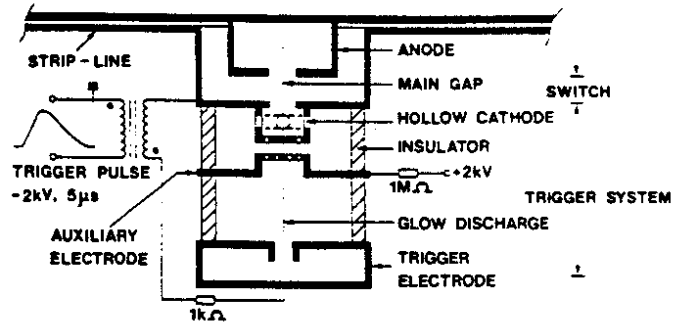 ANODE
STRIP-LINE
MAIN GAP
SWITCH
HOLLOW CATHODE
INSULATOR
TRIGGER PULSE
-2kV, 5µs
+2kV
1MΩ
TRIGGER SYSTEM
GLOW DISCHARGE
AUXILIARY
ELECTRODE
TRIGGER
ELECTRODE
1kΩ